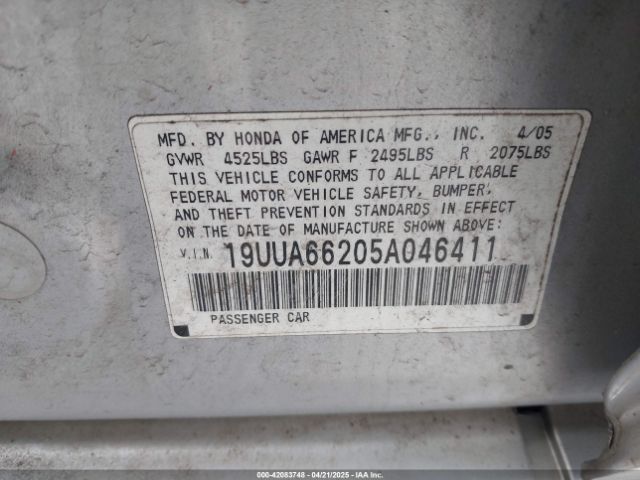 MFD. BY HONDA OF AMERICA MFG., INC. 4/05
GVWR 4525LBS GAWR F 2495LBS R 2075LBS
THIS VEHICLE CONFORMS TO ALL APPLICABLE
FEDERAL MOTOR VEHICLE SAFETY, BUMPER,
AND THEFT PREVENTION STANDARDS IN EFFECT
ON THE DATE OF MANUFACTURE SHOWN ABOVE:
V.I.N. 19UUA66205A046411
PASSENGER CAR
000-42083748 - 04/21/2025 - IAAI.COM